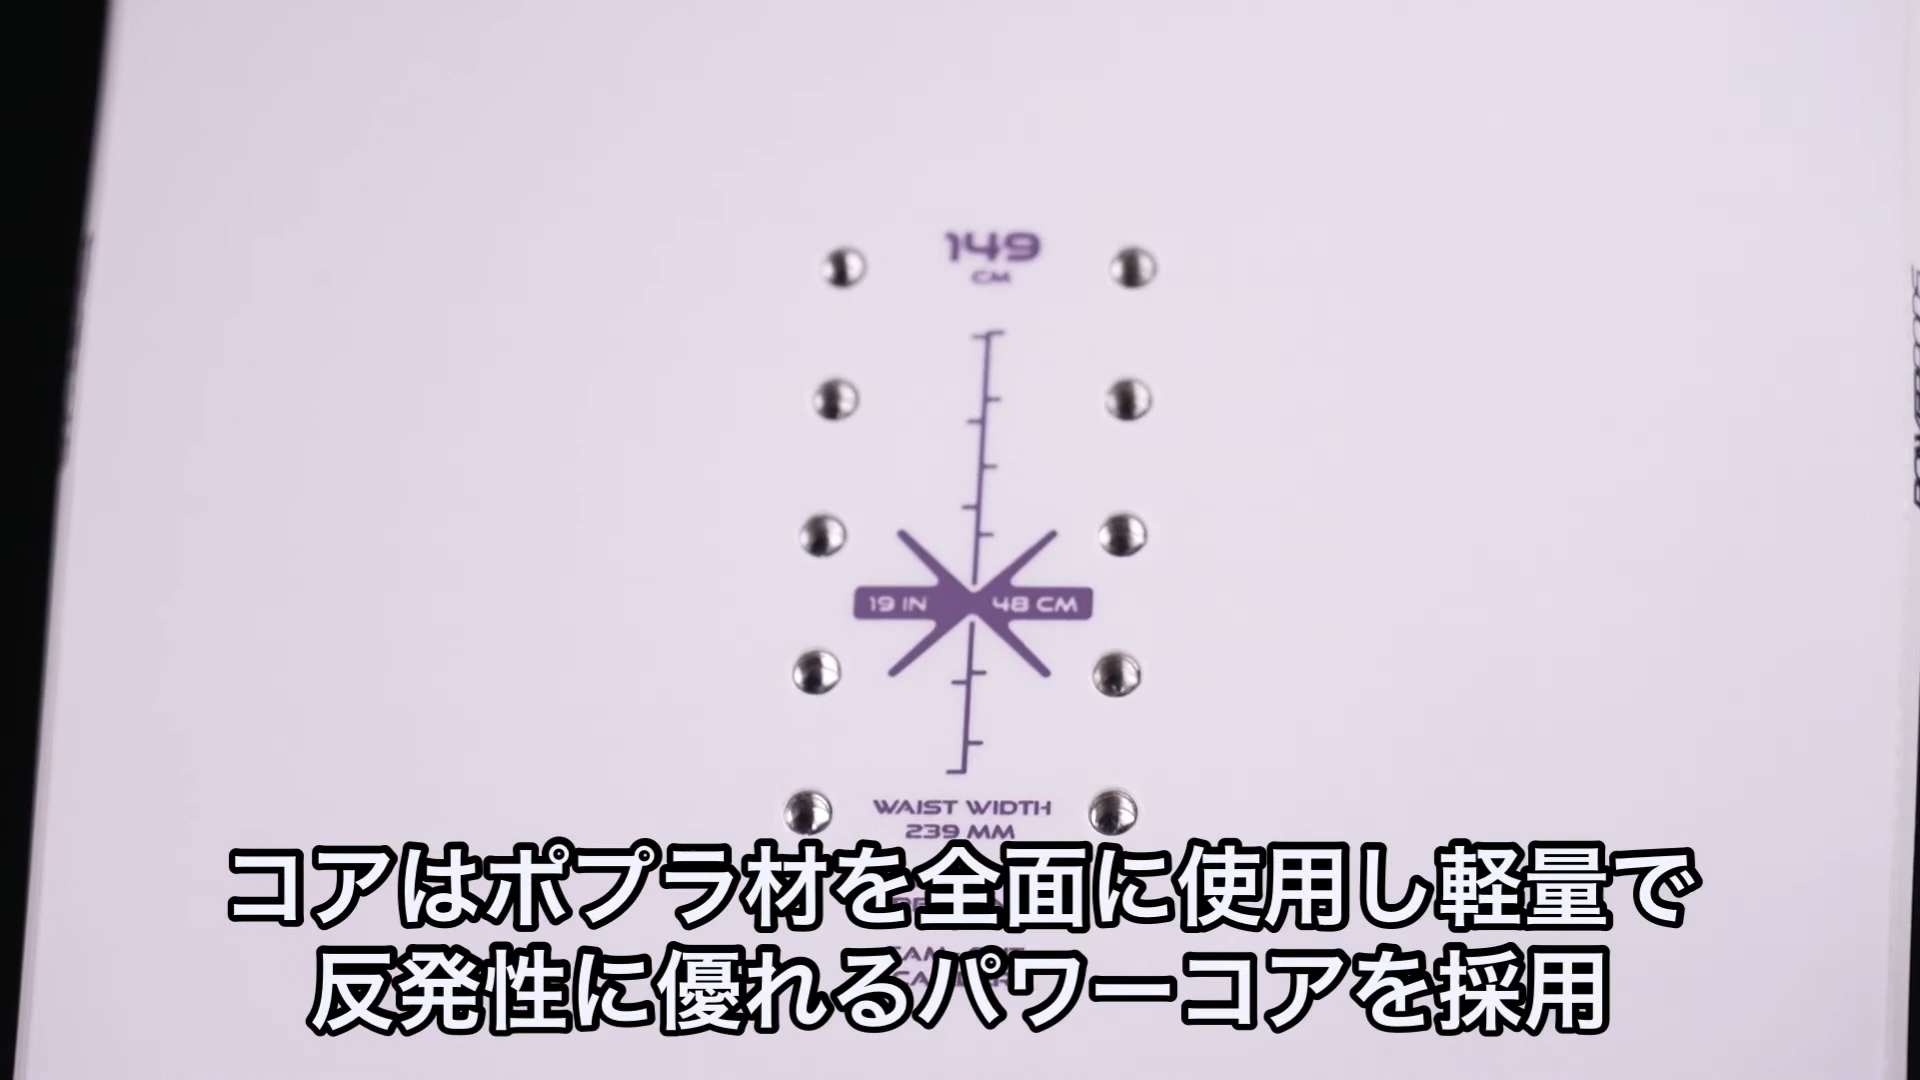 149
CM
19 IN 48 CM
WAIST WIDTH
239 MM
コアはポプラ材を全面に使用し軽量で
反発性に優れるパワーコアを採用